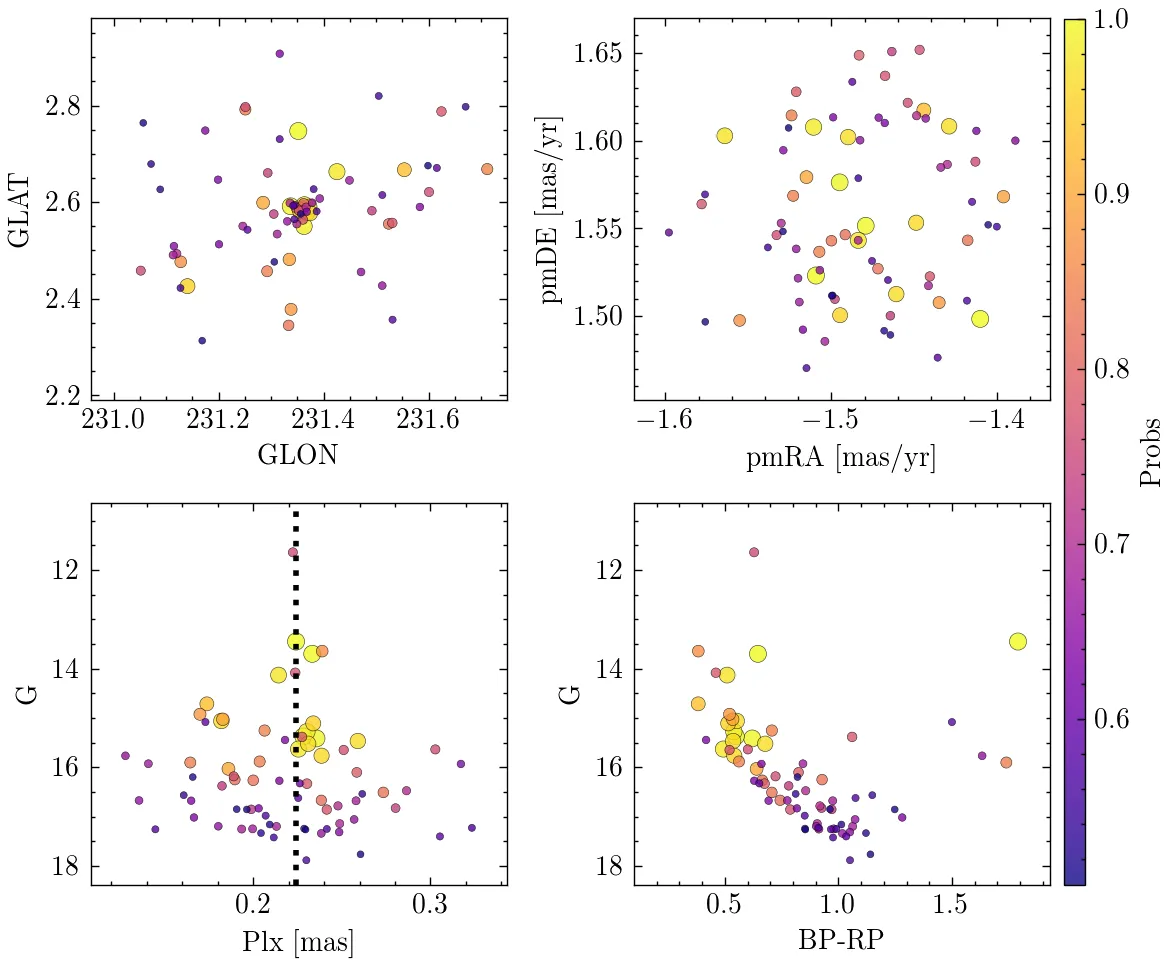 2.8
2.6
2.4
2.2
GLAT
231.0 231.2 231.4 231.6
GLON
1.65
1.60
1.55
1.50
pmDE [mas/yr]
−1.6 −1.5 −1.4
pmRA [mas/yr]
1.0
0.9
0.8
0.7
0.6
Probs
12
14
16
18
G
0.2 0.3
Plx [mas]
12
14
16
18
G
0.5 1.0 1.5
BP-RP